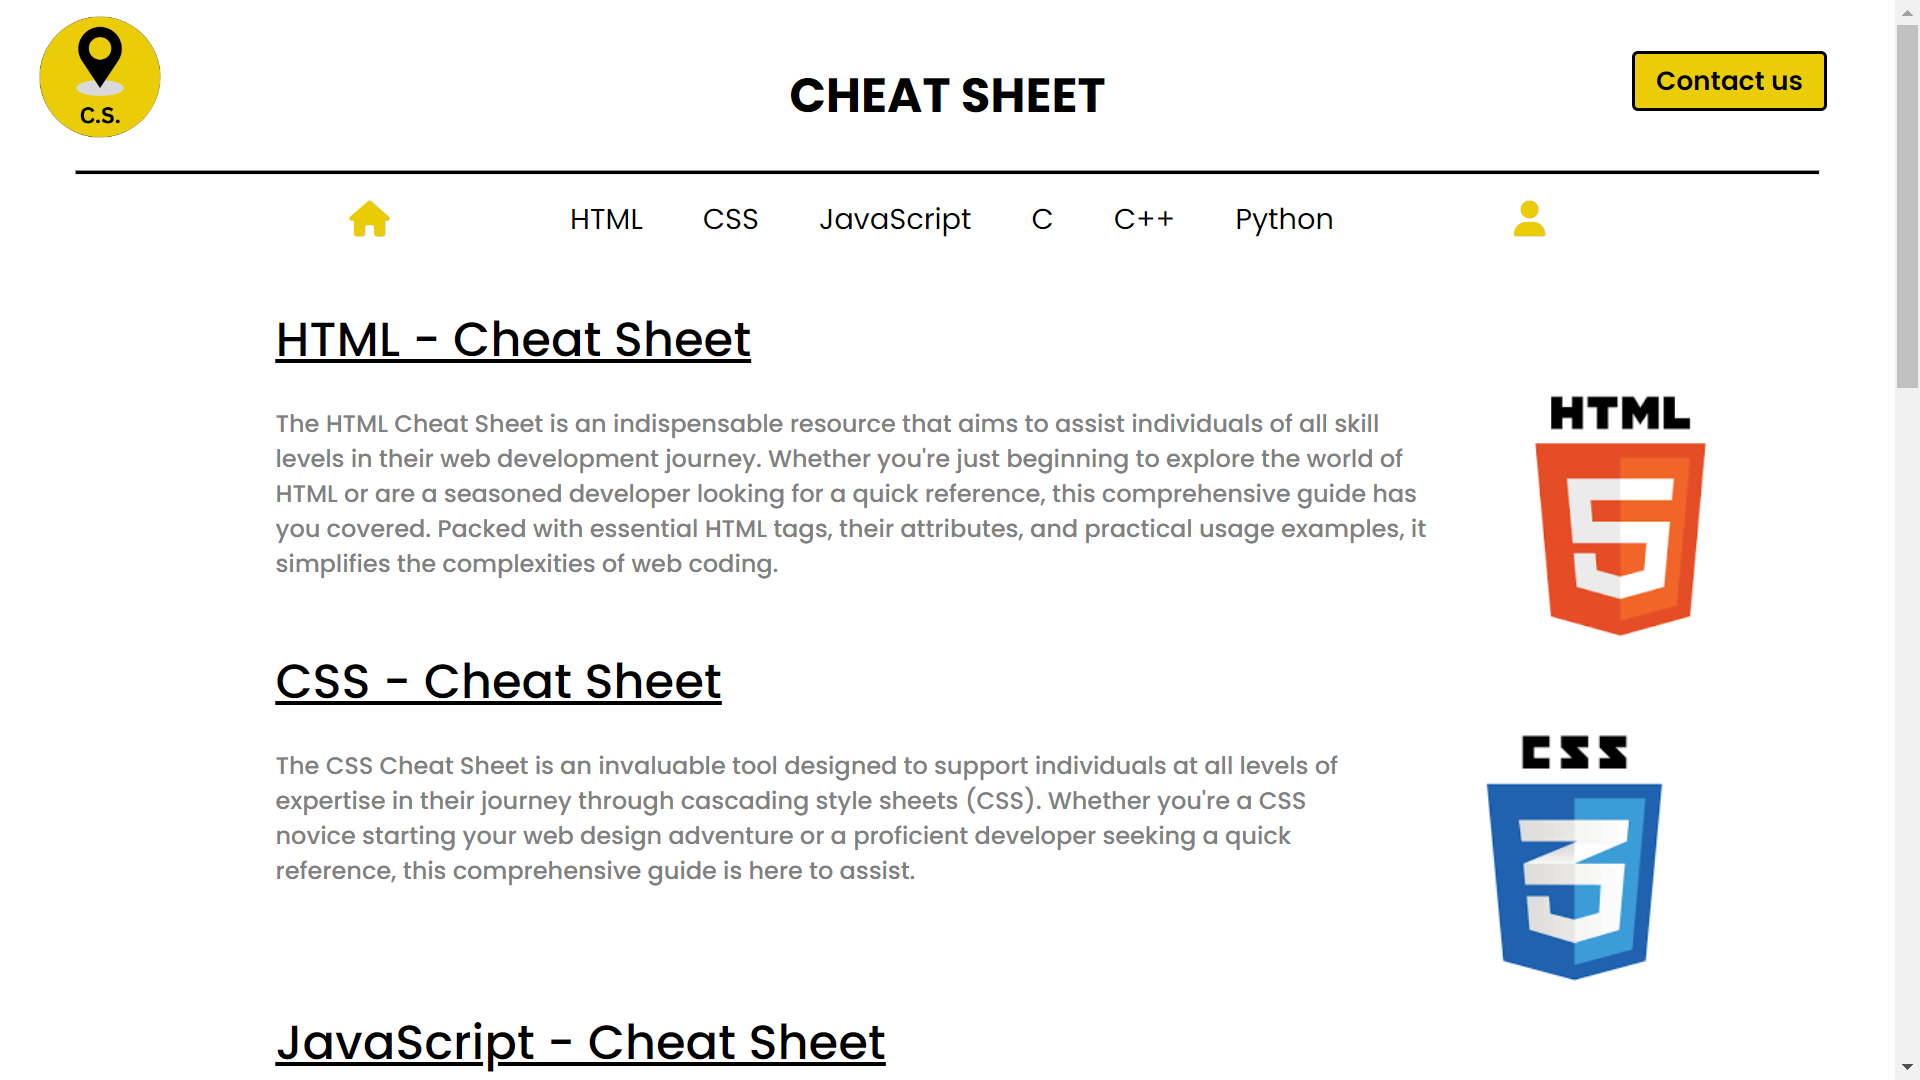 C.S.
CHEAT SHEET
Contact us
HTML CSS JavaScript C C++ Python
HTML - Cheat Sheet
The HTML Cheat Sheet is an indispensable resource that aims to assist individuals of all skill
levels in their web development journey. Whether you're just beginning to explore the world of
HTML or are a seasoned developer looking for a quick reference, this comprehensive guide has
you covered. Packed with essential HTML tags, their attributes, and practical usage examples, it
simplifies the complexities of web coding.
HTML
5
CSS - Cheat Sheet
The CSS Cheat Sheet is an invaluable tool designed to support individuals at all levels of
expertise in their journey through cascading style sheets (CSS). Whether you're a CSS
novice starting your web design adventure or a proficient developer seeking a quick
reference, this comprehensive guide is here to assist.
CSS
3
JavaScript - Cheat Sheet